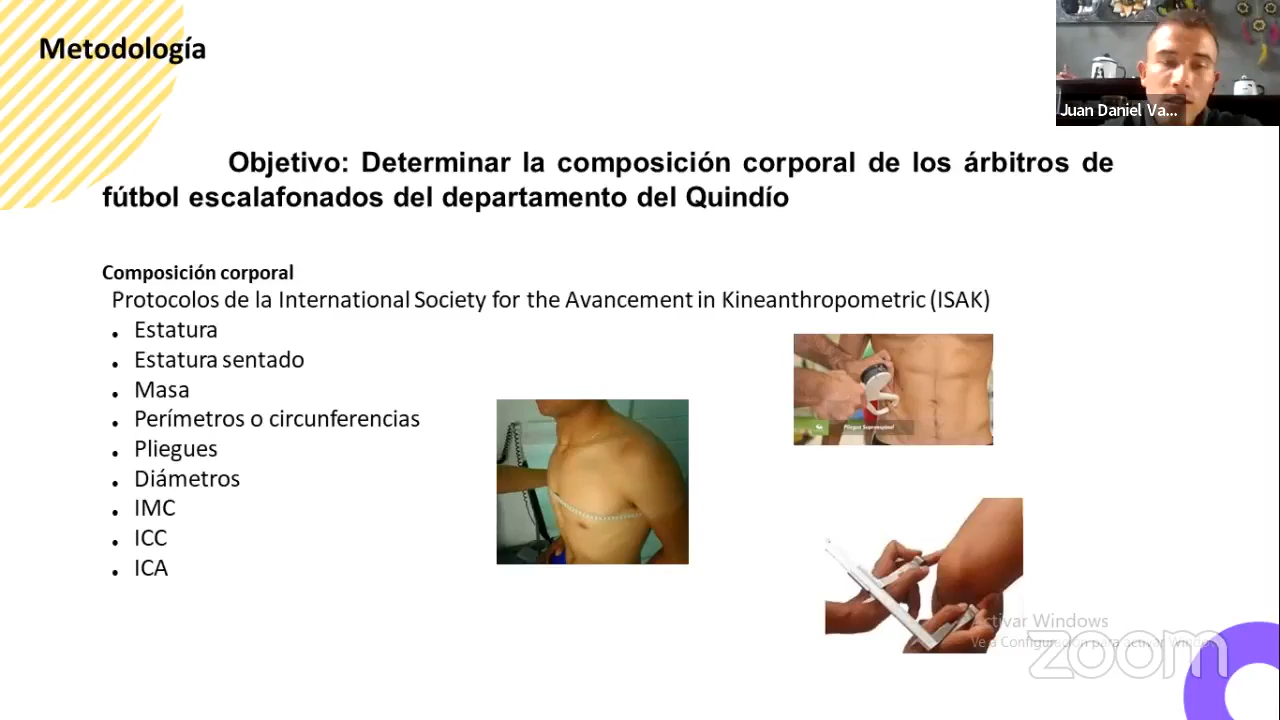 Metodología
Juan Daniel Va...
Objetivo: Determinar la composición corporal de los árbitros de
fútbol escalafonados del departamento del Quindío
Composición corporal
Protocolos de la International Society for the Avancement in Kineanthropometric (ISAK)
• Estatura
• Estatura sentado
• Masa
• Perímetros o circunferencias
• Pliegues
• Diámetros
• IMC
• ICC
• ICA
Pliegue Supraespinal
Activar Windows
Ve a Configuración para activar Windows
zoom